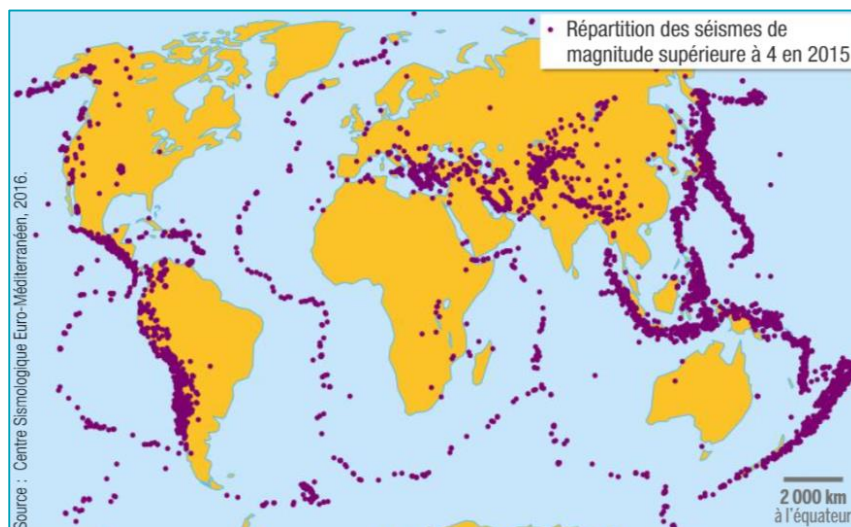 Répartition des séismes de
magnitude supérieure à 4 en 2015
Source : Centre Sismologique Euro-Méditerranéen, 2016.
2 000 km
à l'équateur